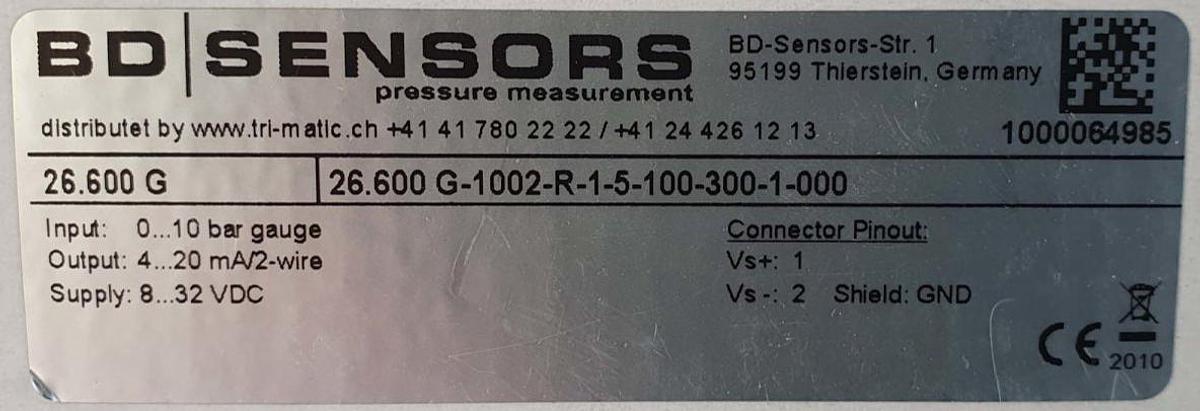 BD|SENSORS
pressure measurement
BD-Sensors-Str. 1
95199 Thierstein, Germany
distributet by www.tri-matic.ch +41 41 780 22 22 / +41 24 426 12 13
1000064985
26.600 G
26.600 G-1002-R-1-5-100-300-1-000
Input: 0...10 bar gauge
Output: 4...20 mA/2-wire
Supply: 8...32 VDC
Connector Pinout:
Vs+: 1
Vs -: 2 Shield: GND
CE
2010